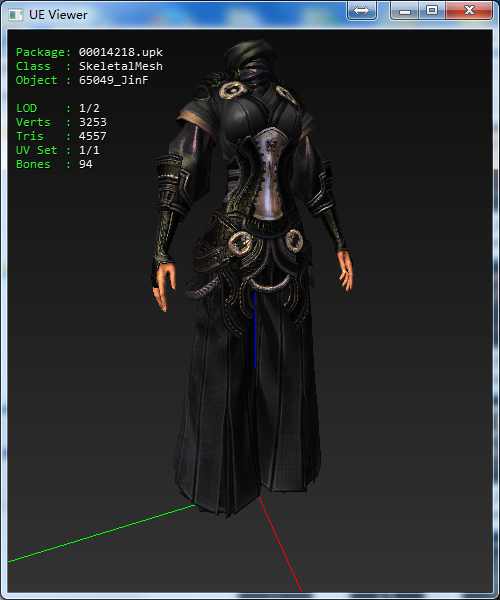 UE Viewer
Package: 00014218.upk
Class : SkeletalMesh
Object : 65049_JinF
LOD : 1/2
Verts : 3253
Tris : 4557
UV Set : 1/1
Bones : 94